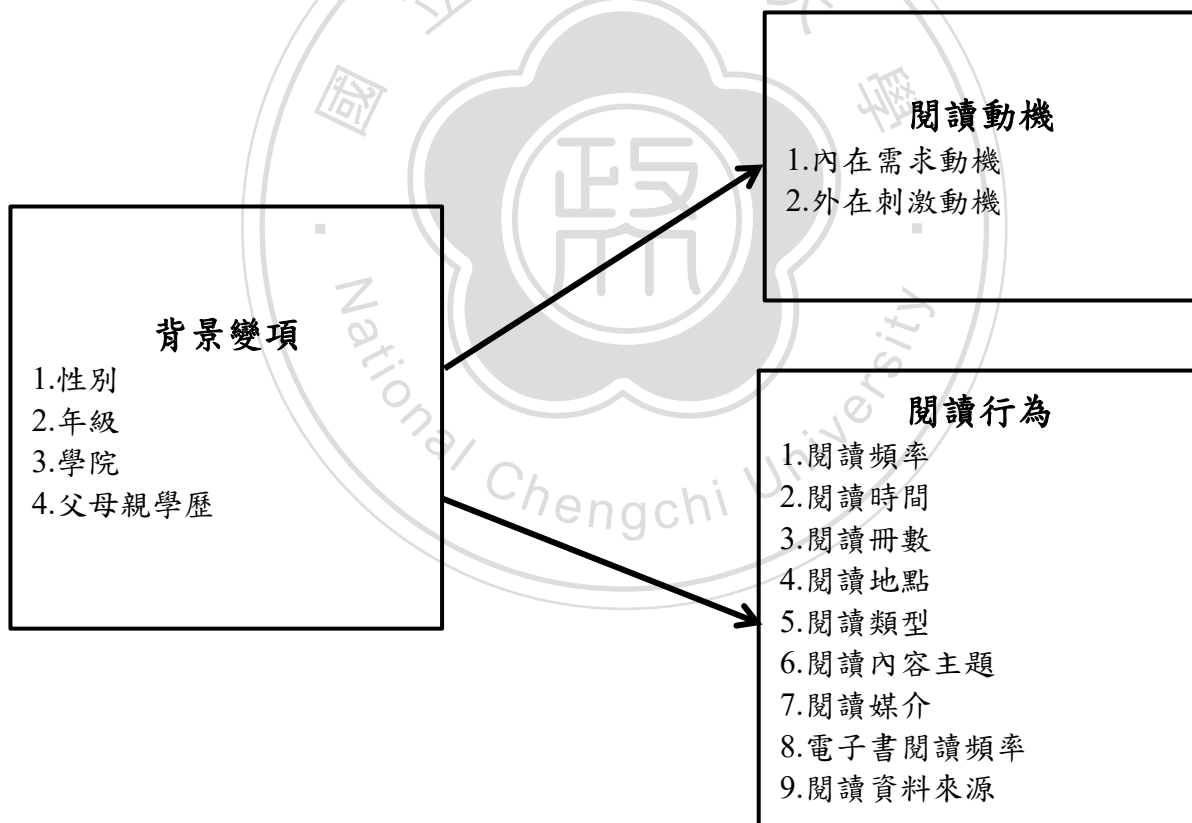 背景變項
1.性別
2.年級
3.學院
4.父母親學歷
閱讀動機
1.內在需求動機
2.外在刺激動機
閱讀行為
1.閱讀頻率
2.閱讀時間
3.閱讀冊數
4.閱讀地點
5.閱讀類型
6.閱讀內容主題
7.閱讀媒介
8.電子書閱讀頻率
9.閱讀資料來源
國
學
政
National Chengchi University